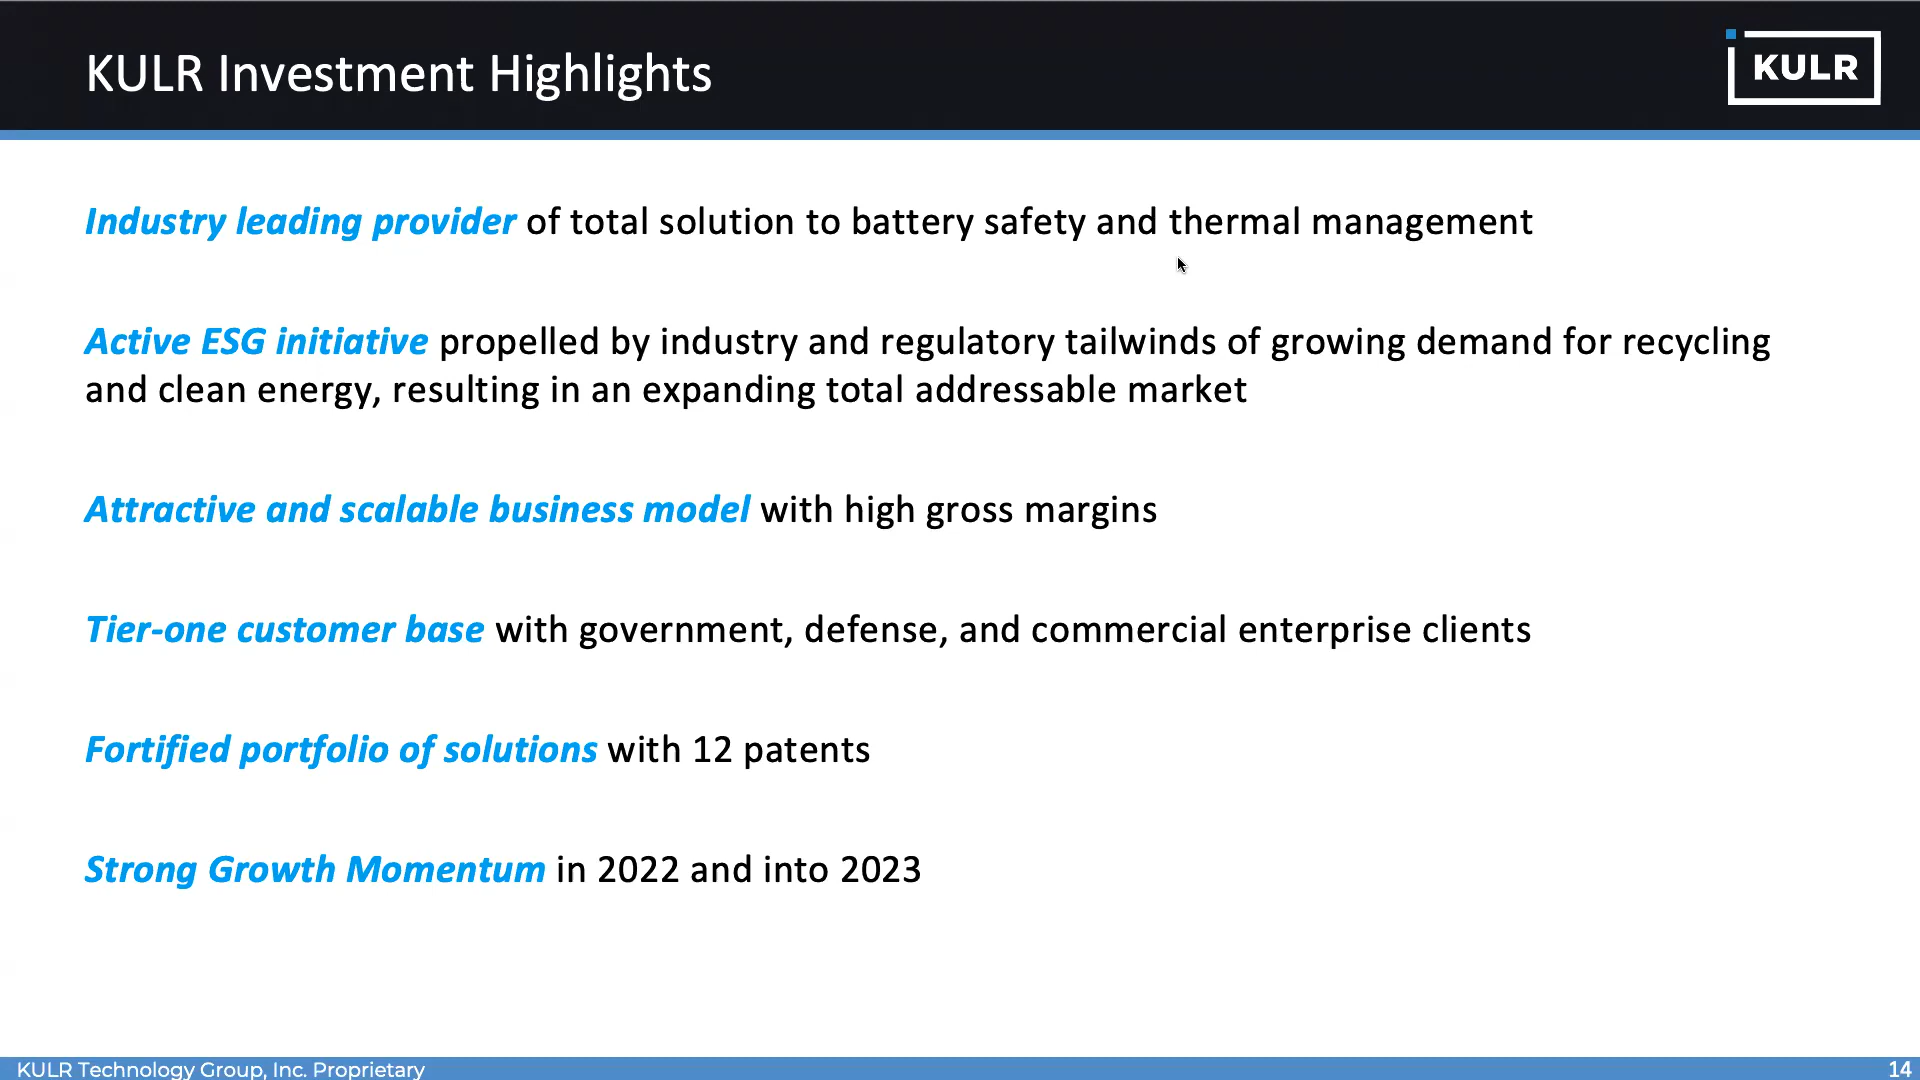 KULR Investment Highlights
KULR
Industry leading provider of total solution to battery safety and thermal management
Active ESG initiative propelled by industry and regulatory tailwinds of growing demand for recycling
and clean energy, resulting in an expanding total addressable market
Attractive and scalable business model with high gross margins
Tier-one customer base with government, defense, and commercial enterprise clients
Fortified portfolio of solutions with 12 patents
Strong Growth Momentum in 2022 and into 2023
KULR Technology Group, Inc. Proprietary
14